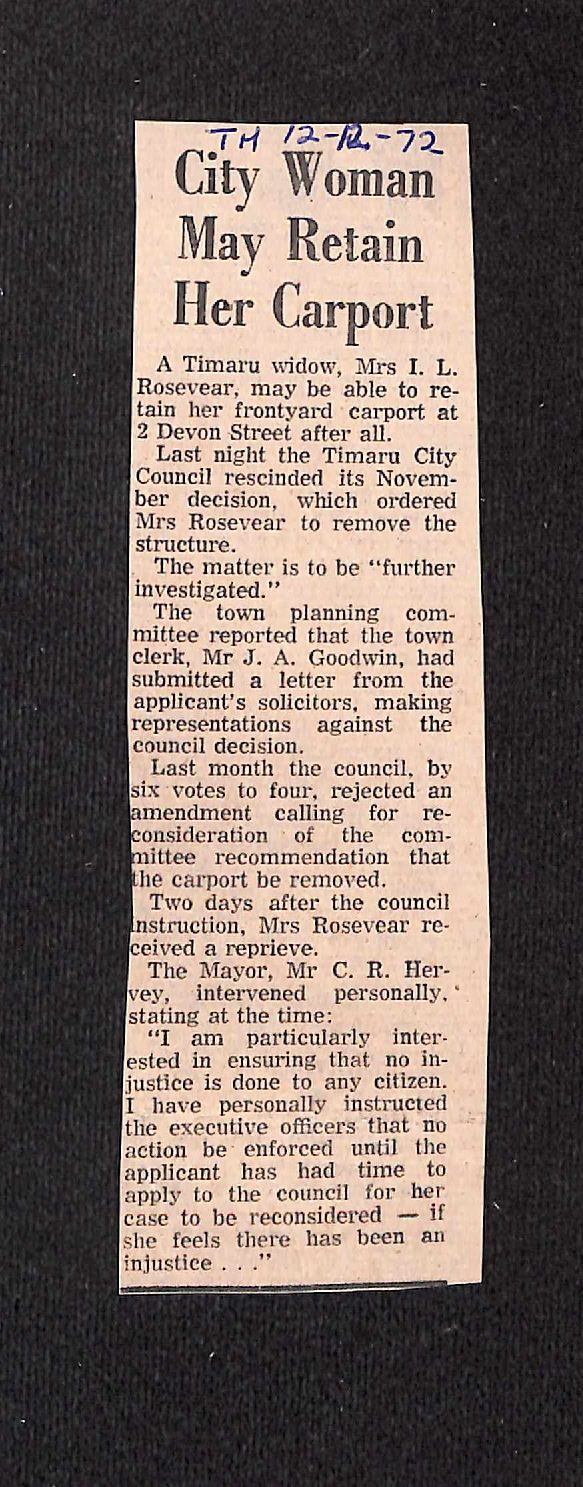 TH 12-12-72
City Woman
May Retain
Her Carport
A Timaru widow, Mrs I. L.
Rosevear, may be able to re-
tain her frontyard carport at
2 Devon Street after all.
Last night the Timaru City
Council rescinded its Novem-
ber decision, which ordered
Mrs Rosevear to remove the
structure.
The matter is to be “further
investigated.”
The town planning com-
mittee reported that the town
clerk, Mr J. A. Goodwin, had
submitted a letter from the
applicant's solicitors, making
representations against the
council decision.
Last month the council, by
six votes to four, rejected an
amendment calling for re-
consideration of the com-
mittee recommendation that
the carport be removed.
Two days after the council
instruction, Mrs Rosevear re-
ceived a reprieve.
The Mayor, Mr C. R. Her-
vey, intervened personally,
stating at the time:
“I am particularly inter-
ested in ensuring that no in-
justice is done to any citizen.
I have personally instructed
the executive officers that no
action be enforced until the
applicant has had time to
apply to the council for her
case to be reconsidered — if
she feels there has been an
injustice . . .”